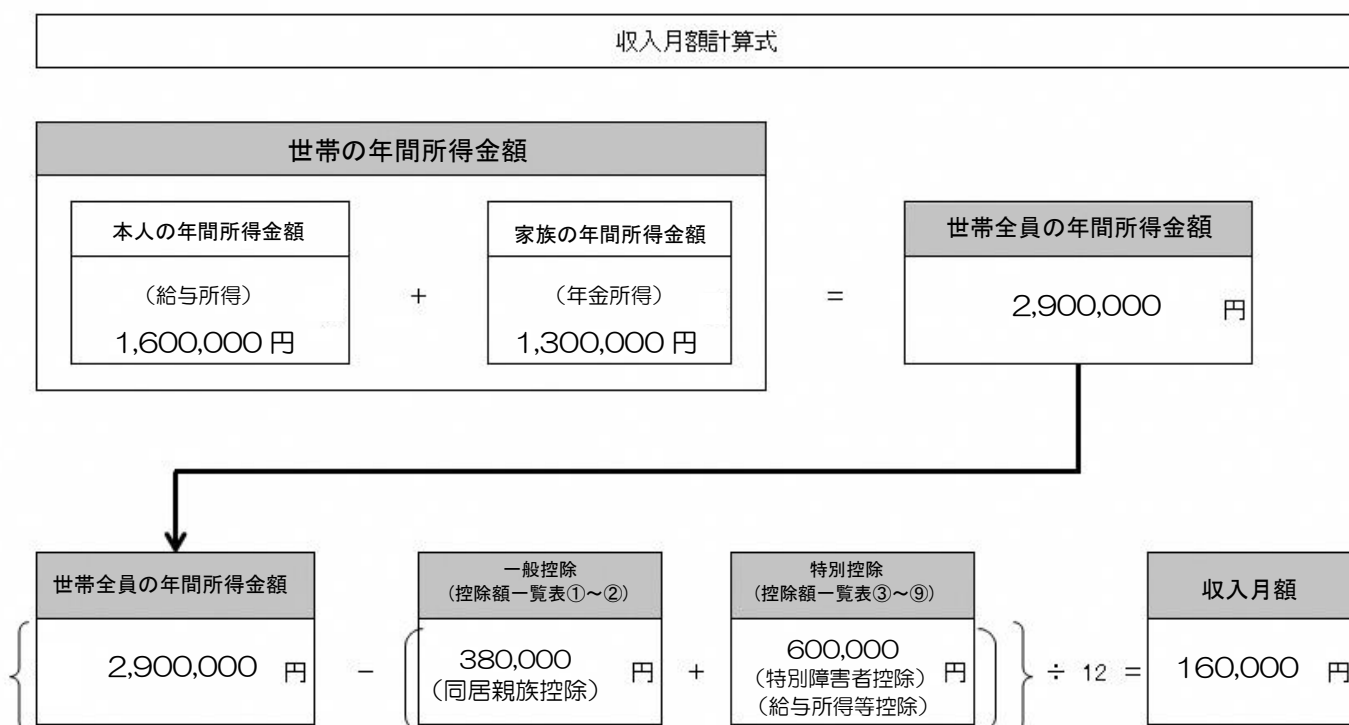 収入月額計算式
世帯の年間所得金額
本人の年間所得金額
(給与所得)
1,600,000 円
+
家族の年間所得金額
(年金所得)
1,300,000 円
=
世帯全員の年間所得金額
2,900,000 円
世帯全員の年間所得金額
2,900,000 円
-
一般控除
(控除額一覧表①~②)
380,000 円
(同居親族控除)
+
特別控除
(控除額一覧表③~⑨)
600,000
(特別障害者控除) 円
(給与所得等控除)
÷ 12 =
収入月額
160,000 円